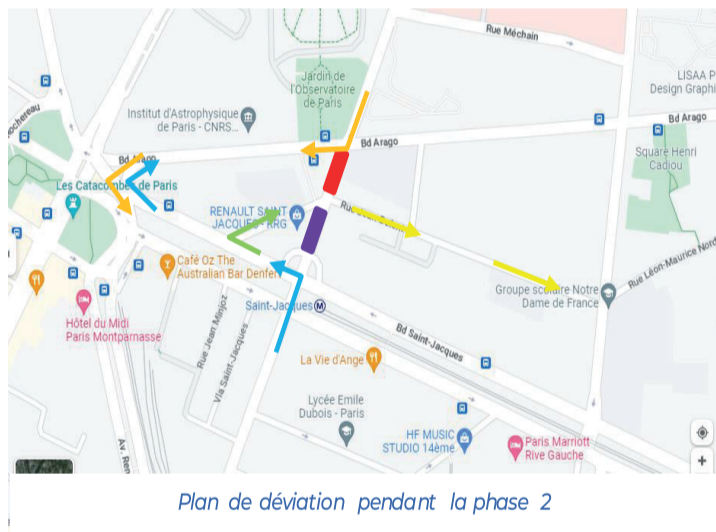 Rue Méchain
LISAA P
Design Graphi
Jardin de
l'Observatoire
de Paris
Institut d'Astrophysique
de Paris - CNRS...
ochereau
Bd Arago
Bd Arago
Bd Arago
Square Henri
Cadiou
Les Catacombes de Paris
RENAULT SAINT
JACQUES - RRG
Café Oz The
Australian Bar Denfert
Rue Léon-Maurice Nord
Groupe scolaire Notre
Dame de France
Saint-Jacques M
Hôtel du Midi
Paris Montparnasse
Rue Jean Minjoz
Via Saint-Jacques
Bd Saint-Jacques
La Vie d'Ange
Lycée Emile
Dubois - Paris
HF MUSIC
STUDIO 14ème
Paris Marriott
Rive Gauche
Av. Ren
Plan de déviation pendant la phase 2